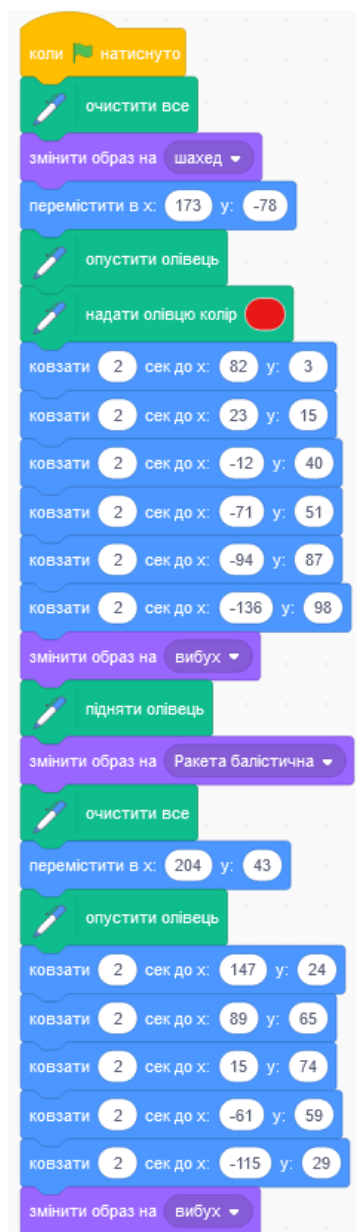 коли натиснуто
очистити все
змінити образ на шахед
перемістити в x: 173 y: -78
опустити олівець
надати олівцю колір
ковзати 2 сек до x: 82 y: 3
ковзати 2 сек до x: 23 y: 15
ковзати 2 сек до x: -12 y: 40
ковзати 2 сек до x: -71 y: 51
ковзати 2 сек до x: -94 y: 87
ковзати 2 сек до x: -136 y: 98
змінити образ на вибух
підняти олівець
змінити образ на Ракета балістична
очистити все
перемістити в x: 204 y: 43
опустити олівець
ковзати 2 сек до x: 147 y: 24
ковзати 2 сек до x: 89 y: 65
ковзати 2 сек до x: 15 y: 74
ковзати 2 сек до x: -61 y: 59
ковзати 2 сек до x: -115 y: 29
змінити образ на вибух